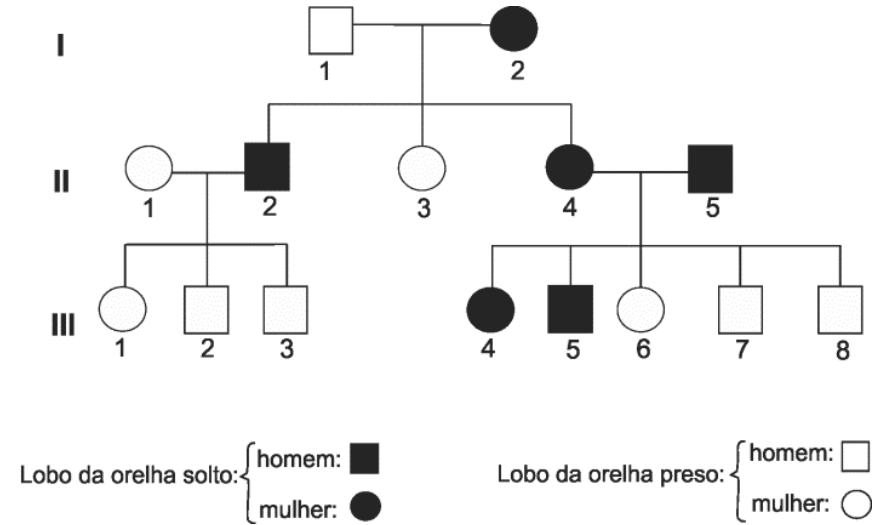 I
1 2
II
1 2 3 4 5
III
1 2 3 4 5 6 7 8
Lobo da orelha solto:
homem:
mulher:
Lobo da orelha preso:
homem:
mulher: